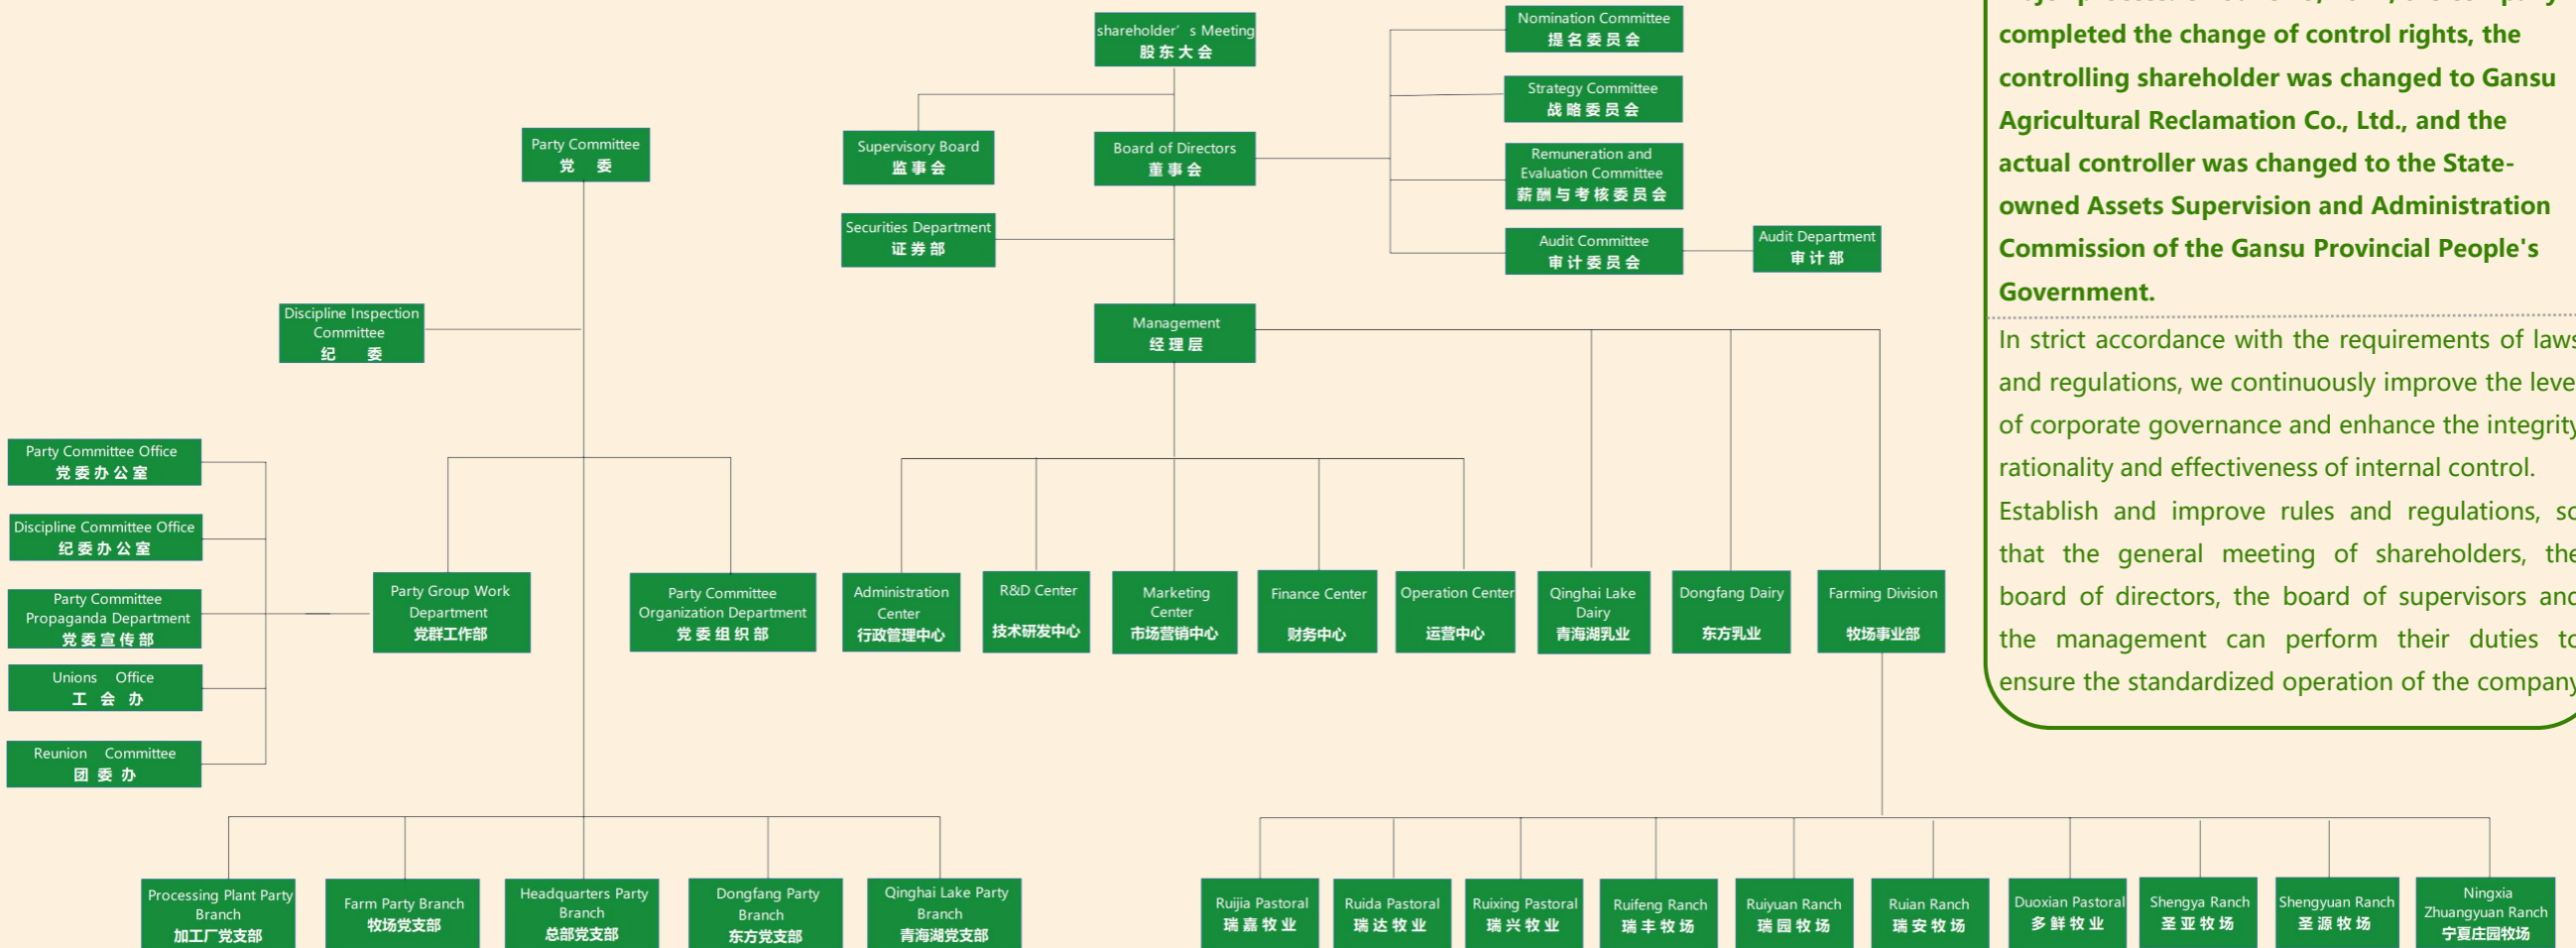 shareholder’ s Meeting
股东大会
Nomination Committee
提名委员会
Strategy Committee
战略委员会
Party Committee
党 委
Supervisory Board
监事会
Board of Directors
董事会
Remuneration and
Evaluation Committee
薪酬与考核委员会
Securities Department
证券部
Audit Committee
审计委员会
Audit Department
审计部
Discipline Inspection
Committee
纪 委
Management
经理层
Party Committee Office
党委办公室
Discipline Committee Office
纪委办公室
Party Committee
Propaganda Department
党委宣传部
Unions Office
工 会 办
Reunion Committee
团 委 办
Party Group Work
Department
党群工作部
Party Committee
Organization Department
党委组织部
Administration
Center
行政管理中心
R&D Center
技术研发中心
Marketing
Center
市场营销中心
Finance Center
财务中心
Operation Center
运营中心
Qinghai Lake
Dairy
青海湖乳业
Dongfang Dairy
东方乳业
Farming Division
牧场事业部
Processing Plant Party
Branch
加工厂党支部
Farm Party Branch
牧场党支部
Headquarters Party
Branch
总部党支部
Dongfang Party
Branch
东方党支部
Qinghai Lake Party
Branch
青海湖党支部
Ruijia Pastoral
瑞嘉牧业
Ruida Pastoral
瑞达牧业
Ruixing Pastoral
瑞兴牧业
Ruifeng Ranch
瑞丰牧场
Ruiyuan Ranch
瑞园牧场
Ruian Ranch
瑞安牧场
Duoxian Pastoral
多鲜牧业
Shengya Ranch
圣亚牧场
Shengyuan Ranch
圣源牧场
Ningxia
Zhuangyuan Ranch
宁夏庄园牧场
completed the change of control rights, the
controlling shareholder was changed to Gansu
Agricultural Reclamation Co., Ltd., and the
actual controller was changed to the State-
owned Assets Supervision and Administration
Commission of the Gansu Provincial People's
Government.
In strict accordance with the requirements of laws
and regulations, we continuously improve the leve
of corporate governance and enhance the integrity
rationality and effectiveness of internal control.
Establish and improve rules and regulations, so
that the general meeting of shareholders, the
board of directors, the board of supervisors and
the management can perform their duties to
ensure the standardized operation of the company